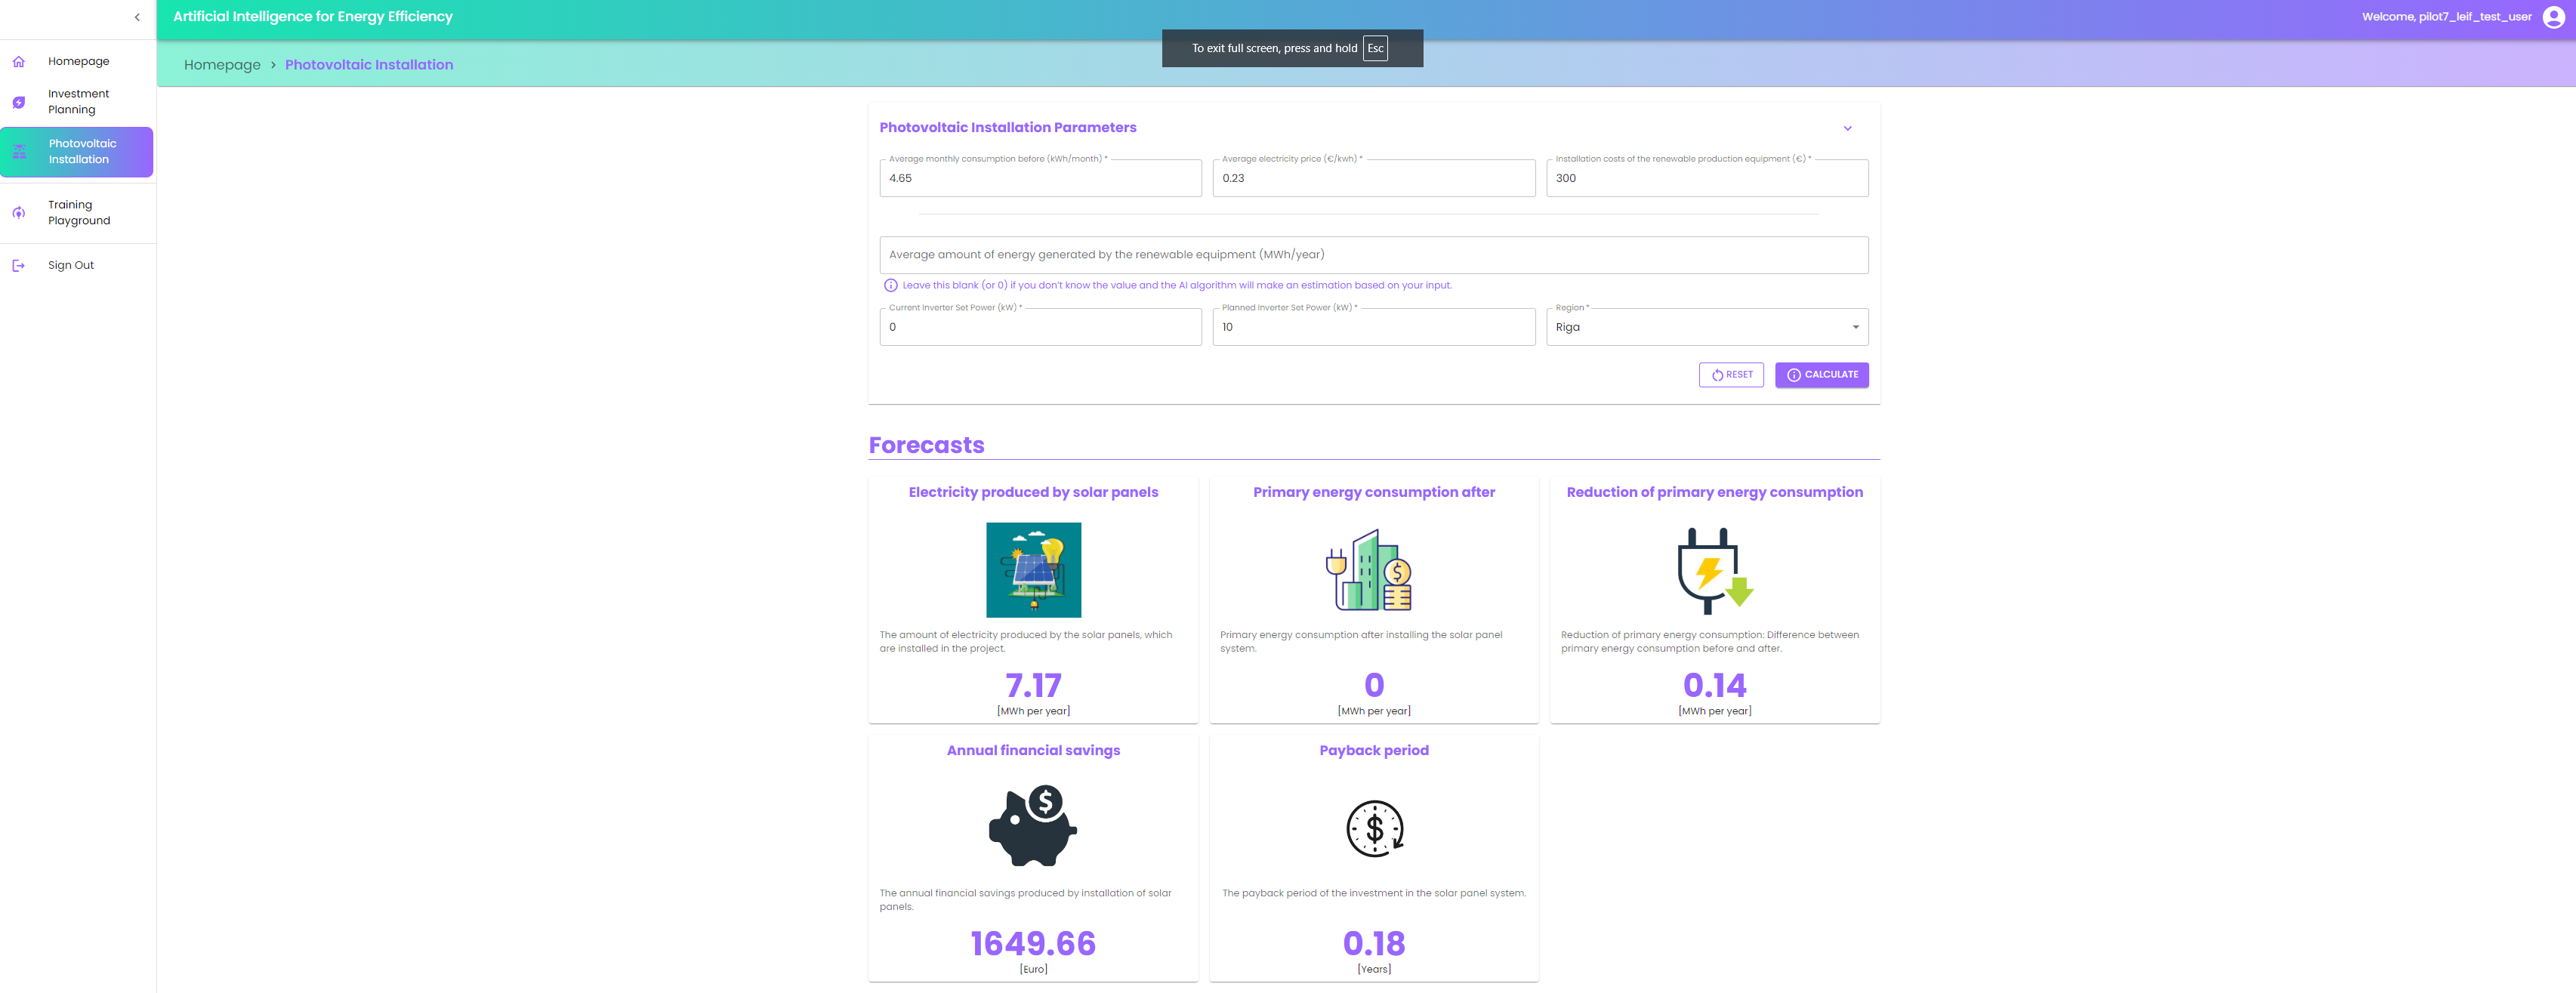 Artificial Intelligence for Energy Efficiency
Welcome, pilot7_leif_test_user
To exit full screen, press and hold Esc
Homepage
Investment
Planning
Photovoltaic
Installation
Training
Playground
Sign Out
Homepage > Photovoltaic Installation
Photovoltaic Installation Parameters
Average monthly consumption before (kWh/month) *
4.65
Average electricity price (€/kwh) *
0.23
Installation costs of the renewable production equipment (€) *
300
Average amount of energy generated by the renewable equipment (MWh/year)
Leave this blank (or 0) if you don't know the value and the AI algorithm will make an estimation based on your input.
Current Inverter Set Power (kW) *
0
Planned Inverter Set Power (kW) *
10
Region *
Riga
RESET
CALCULATE
Forecasts
Electricity produced by solar panels
The amount of electricity produced by the solar panels, which
are installed in the project.
7.17
[MWh per year]
Primary energy consumption after
Primary energy consumption after installing the solar panel
system.
0
[MWh per year]
Reduction of primary energy consumption
Reduction of primary energy consumption: Difference between
primary energy consumption before and after.
0.14
[MWh per year]
Annual financial savings
The annual financial savings produced by installation of solar
panels.
1649.66
[Euro]
Payback period
The payback period of the investment in the solar panel system.
0.18
[Years]